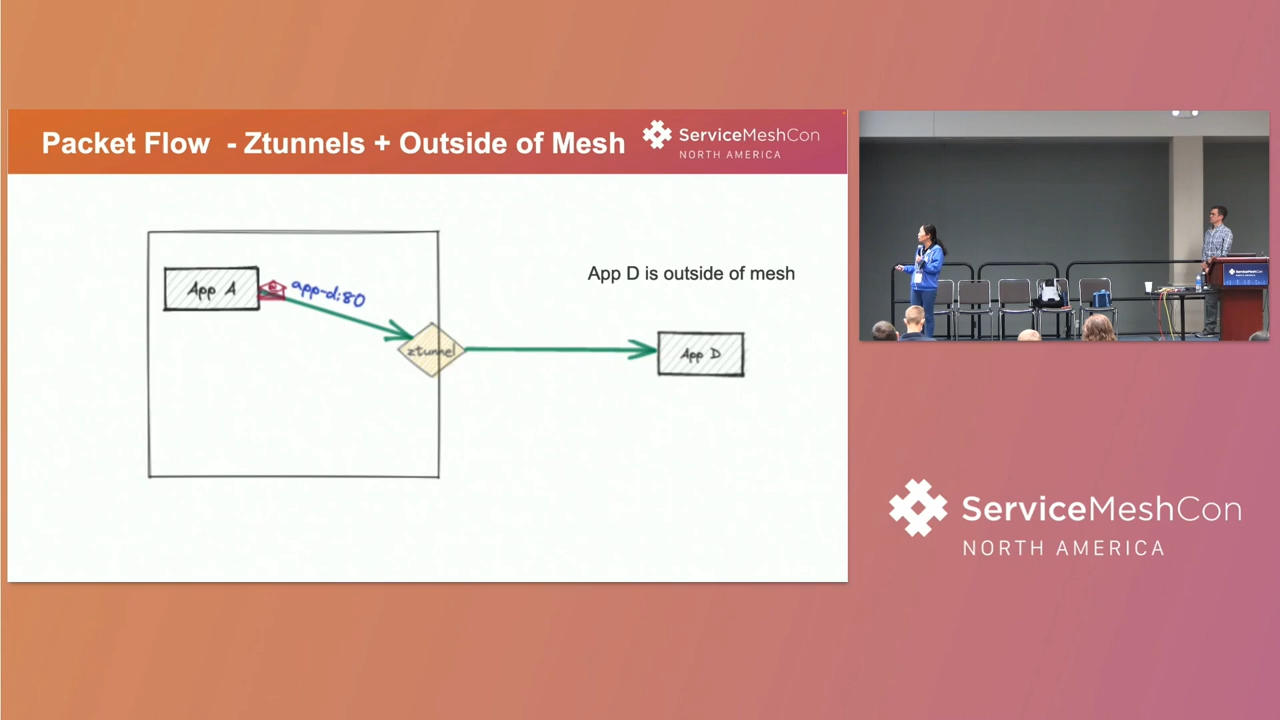 Packet Flow - Ztunnels + Outside of Mesh
ServiceMeshCon
NORTH AMERICA
App D is outside of mesh
App A
app-d:80
ztunnel
App D
ServiceMeshCon
ServiceMeshCon
NORTH AMERICA